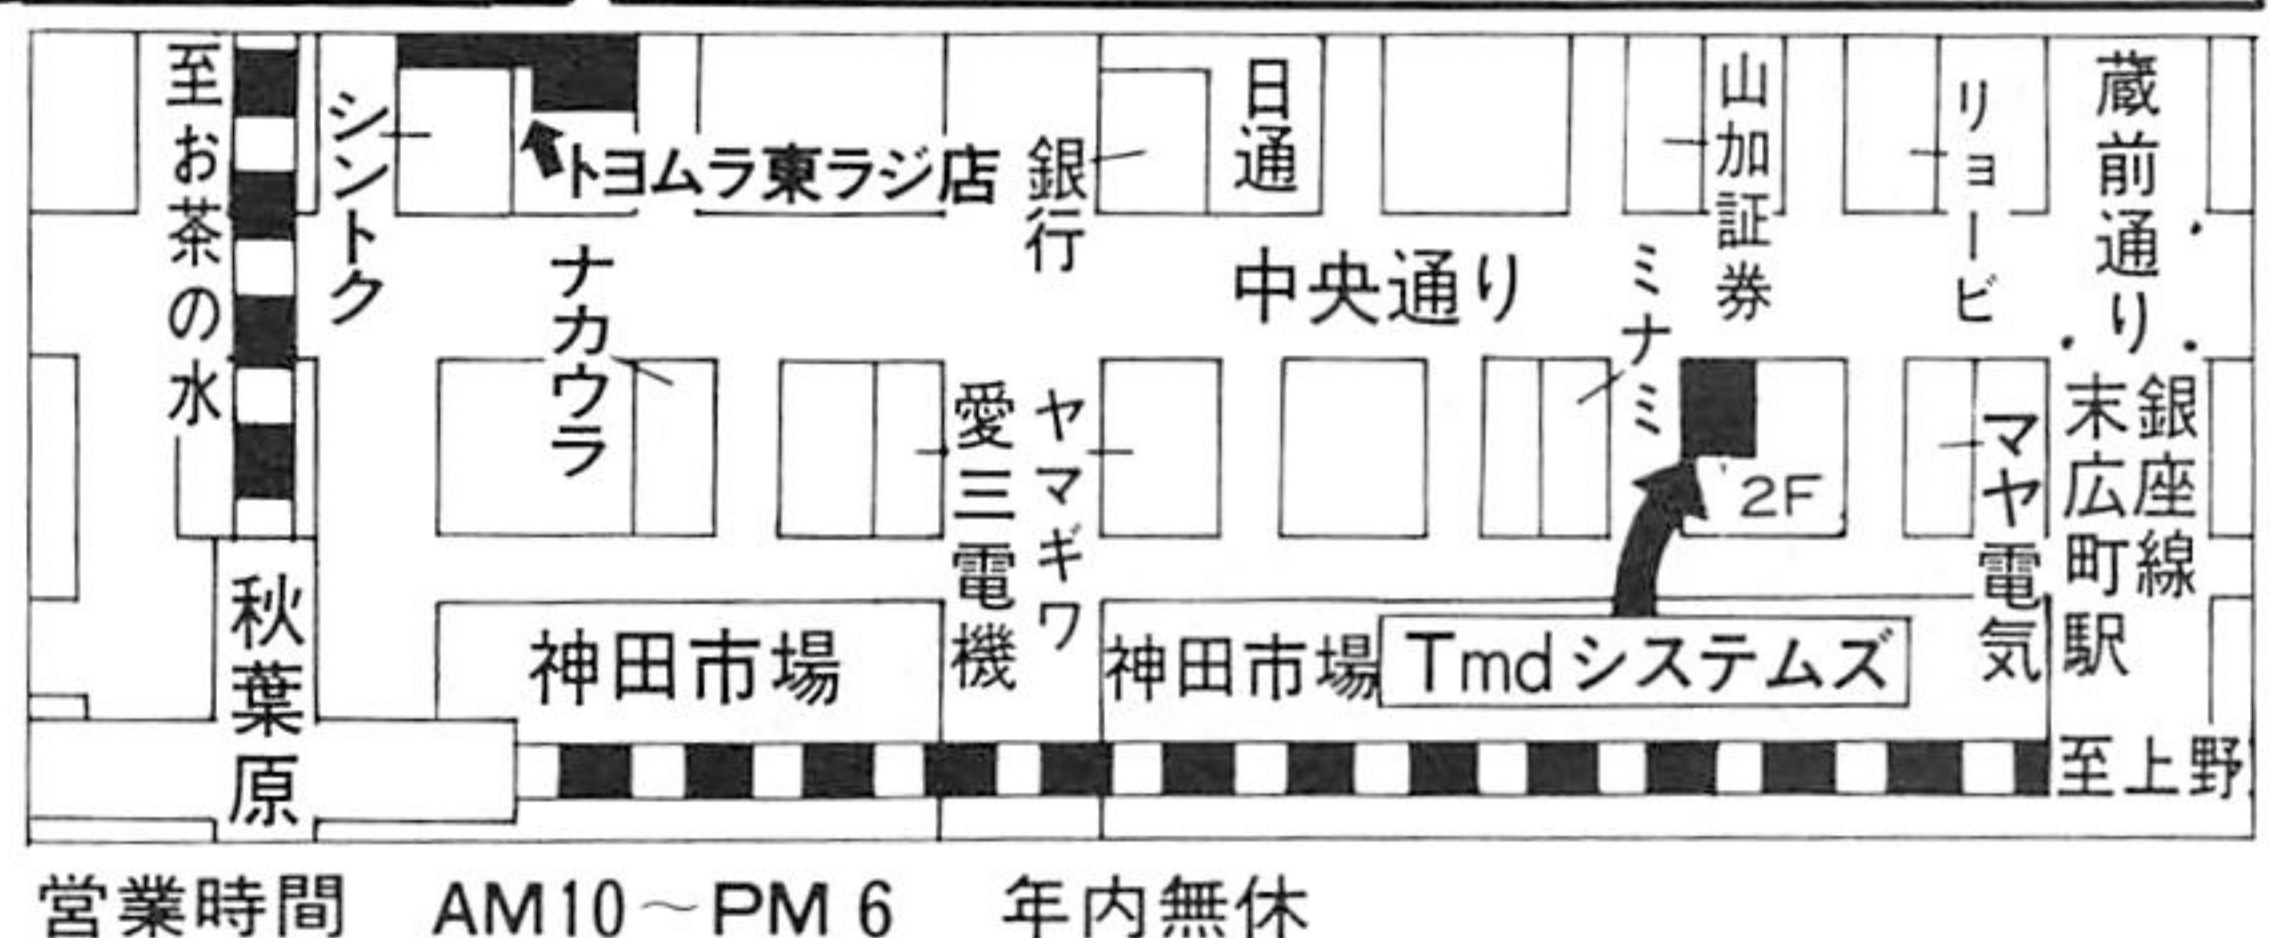 至お茶の水
シントク
トヨムラ東ラジ店
銀行
日通
山加証券
リョービ
蔵前通り
ナカウラ
中央通り
ミナミ
愛三電機
ヤマギワ
2F
マヤ電気
銀座線
末広町駅
秋葉原
神田市場
神田市場
Tmdシステムズ
至上野
営業時間 AM10～PM6 年内無休